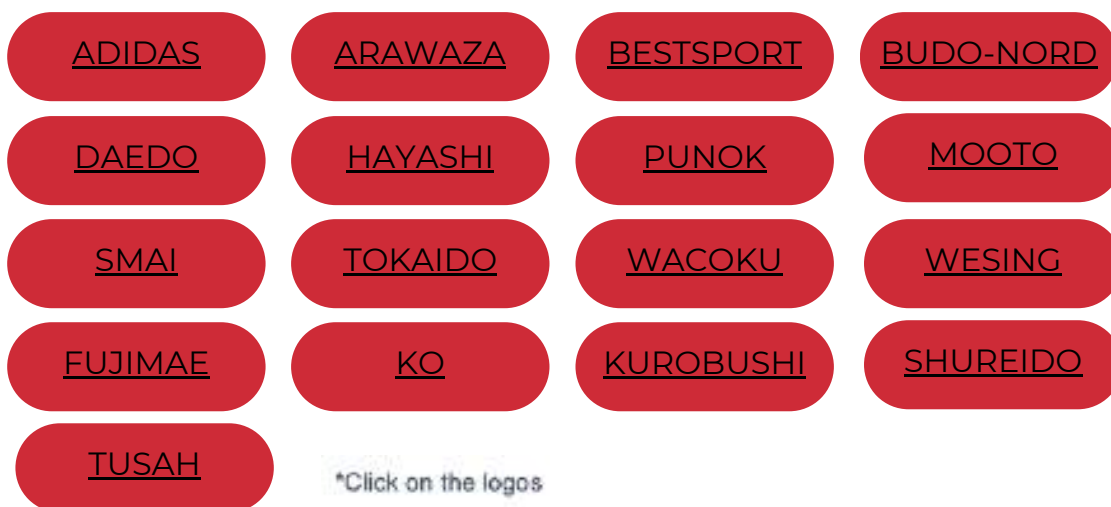 ADIDAS ARAWAZA BESTSPORT BUDO-NORD
DAEDO HAYASHI PUNOK MOOTO
SMAI TOKAIDO WACOKU WESING
FUJIMAE KO KUROBUSHI SHUREIDO
TUSAH
*Click on the logos